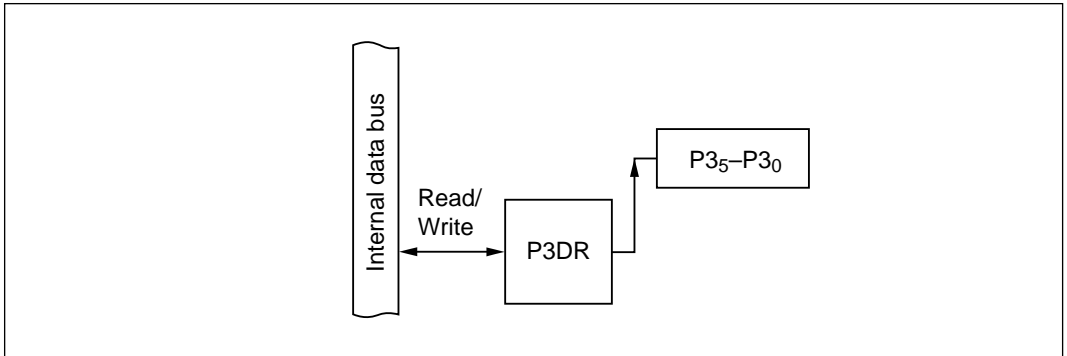 Internal data bus
Read/
Write
P3DR
P3₅–P3₀